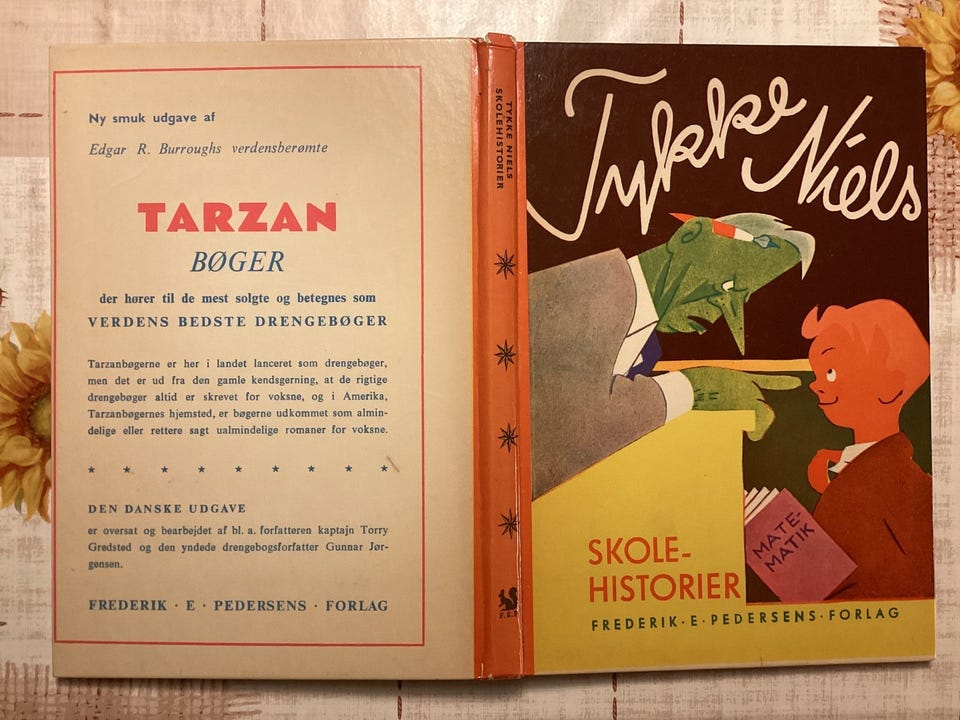 Ny smuk udgave af
Edgar R. Burroughs verdensberømte
TARZAN
BØGER
der hører til de mest solgte og betegnes som
VERDENS BEDSTE DRENGEBØGER
Tarzanbøgerne er her i landet lanceret som drengebøger,
men det er ud fra den gamle kendsgerning, at de rigtige
drengebøger altid er skrevet for voksne, og i Amerika,
Tarzanbøgernes hjemsted, er bøgerne udkommet som almin-
delige eller rettere sagt ualmindelige romaner for voksne.
DEN DANSKE UDGAVE
er oversat og bearbejdet af bl. a. forfatteren kaptajn Torry
Gredsted og den yndede drengebogsforfatter Gunnar Jør-
gensen.
FREDERIK · E · PEDERSENS · FORLAG
TYKKE NIELS
SKOLEHISTORIER
F. E. P.
Tykke Niels
MATE-
MATIK
SKOLE-
HISTORIER
FREDERIK · E · PEDERSENS · FORLAG